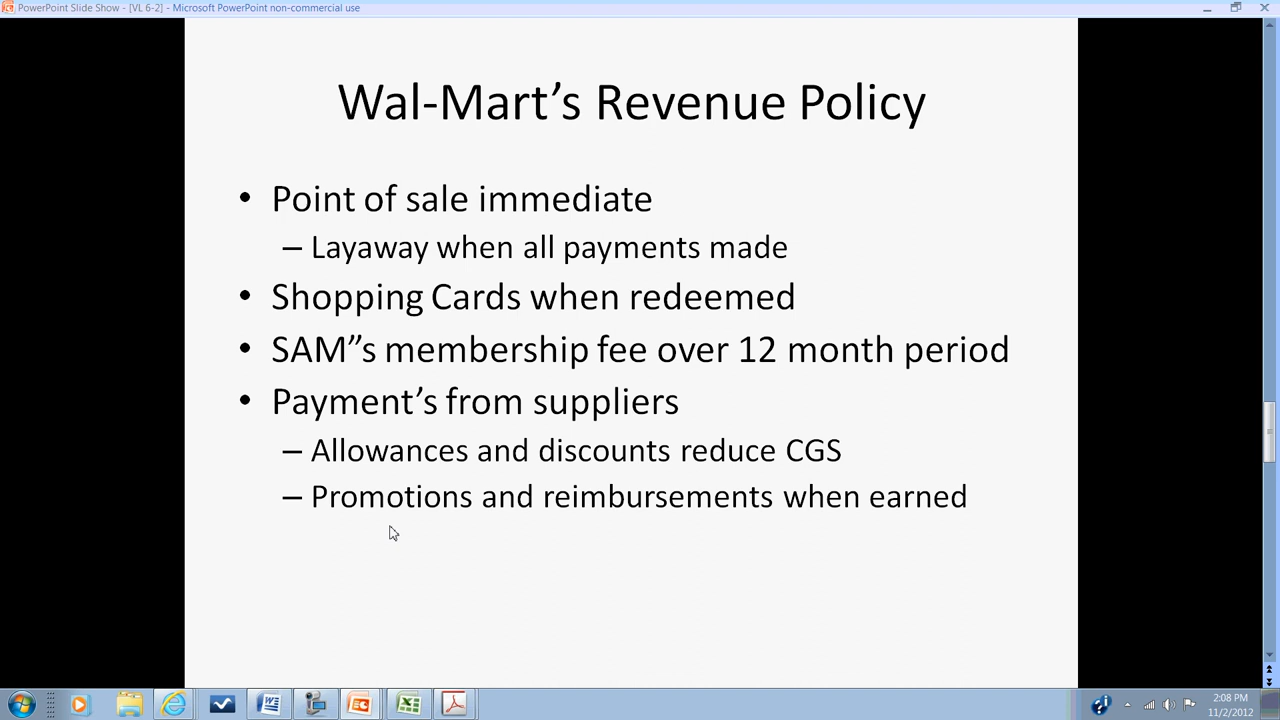 PowerPoint Slide Show - [VL 6-2] - Microsoft PowerPoint non-commercial use
Wal-Mart’s Revenue Policy
• Point of sale immediate
– Layaway when all payments made
• Shopping Cards when redeemed
• SAM”s membership fee over 12 month period
• Payment’s from suppliers
– Allowances and discounts reduce CGS
– Promotions and reimbursements when earned
2:08 PM
11/2/2012